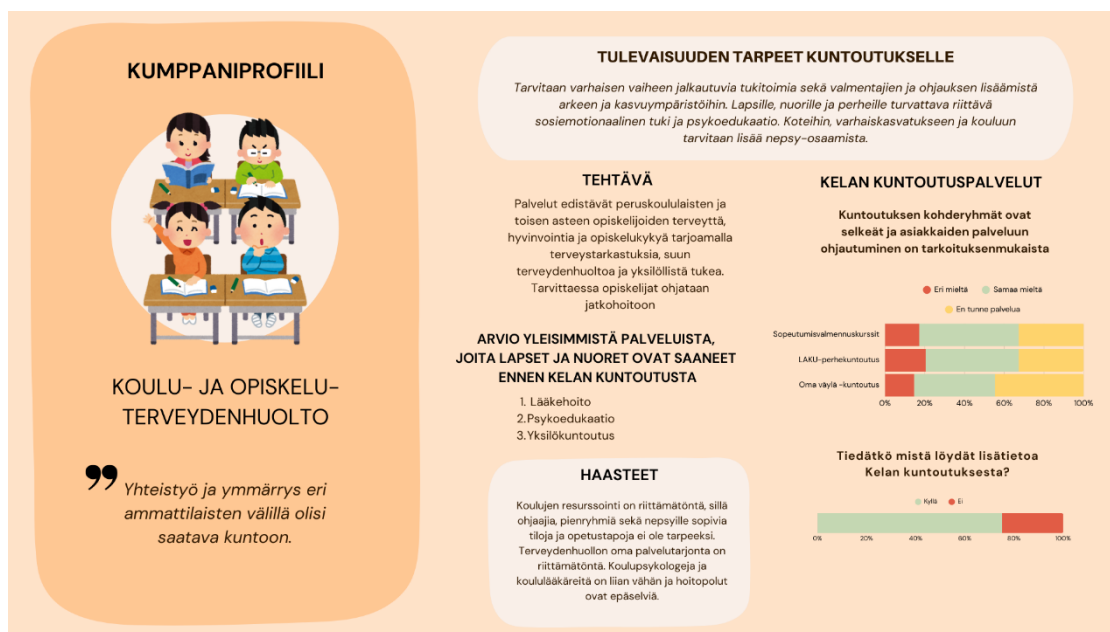 KUMPPANIPROFIILI
KOULU- JA OPISKELU-
TERVEYDENHUOLTO
Yhteistyö ja ymmärrys eri
ammattilaisten välillä olisi
saatava kuntoon.
TULEVAISUUDEN TARPEET KUNTOUTUKSELLE
Tarvitaan varhaisen vaiheen jalkautuvia tukitoimia sekä valmentajien ja ohjauksen lisäämistä
arkeen ja kasvuympäristöihin. Lapsille, nuorille ja perheille turvattava riittävä
sosiemotionaalinen tuki ja psykoedukaatio. Koteihin, varhaiskasvatukseen ja kouluun
tarvitaan lisää nepsy-osaamista.
TEHTÄVÄ
Palvelut edistävät peruskoululaisten ja
toisen asteen opiskelijoiden terveyttä,
hyvinvointia ja opiskelukykyä tarjoamalla
terveystarkastuksia, suun
terveydenhuoltoa ja yksilöllistä tukea.
Tarvittaessa opiskelijat ohjataan
jatkohoitoon
ARVIO YLEISIMMISTÄ PALVELUISTA,
JOITA LAPSET JA NUORET OVAT SAANEET
ENNEN KELAN KUNTOUTUSTA
1. Lääkehoito
2.Psykoedukaatio
3.Yksilökuntoutus
HAASTEET
Koulujen resurssointi on riittämätöntä, sillä
ohjaajia, pienryhmiä sekä nepsyille sopivia
tiloja ja opetustapoja ei ole tarpeeksi.
Terveydenhuollon oma palvelutarjonta on
riittämätöntä. Koulupsykologeja ja
koululääkäreitä on liian vähän ja hoitopolut
ovat epäselviä.
KELAN KUNTOUTUSPALVELUT
Kuntoutuksen kohderyhmät ovat
selkeät ja asiakkaiden palveluun
ohjautuminen on tarkoituksenmukaista
Eri mieltä Samaa mieltä
En tunne palvelua
Sopeutumisvalmennuskurssit
LAKU-perhekuntoutus
Oma väylä -kuntoutus
0% 20% 40% 60% 80% 100%
Tiedätkö mistä löydät lisätietoa
Kelan kuntoutuksesta?
Kyllä Ei
0% 20% 40% 60% 80% 100%